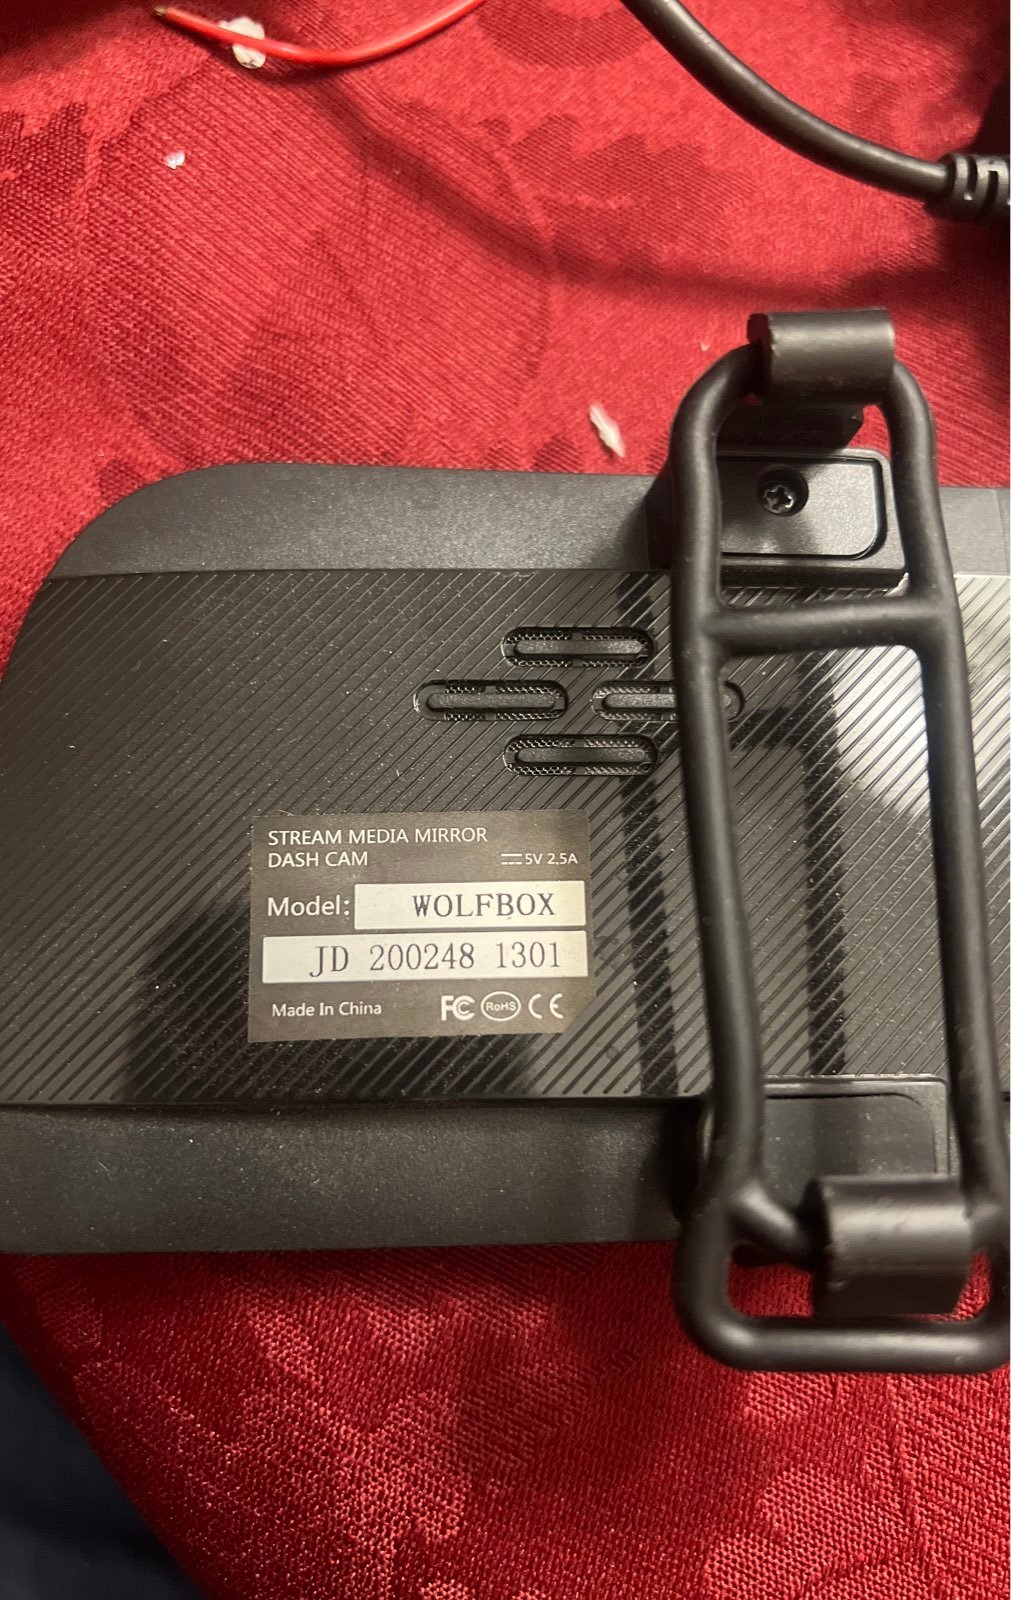 STREAM MEDIA MIRROR
DASH CAM 5V 2.5A
Model: WOLFBOX
JD 200248 1301
Made In China FC RoHS CE